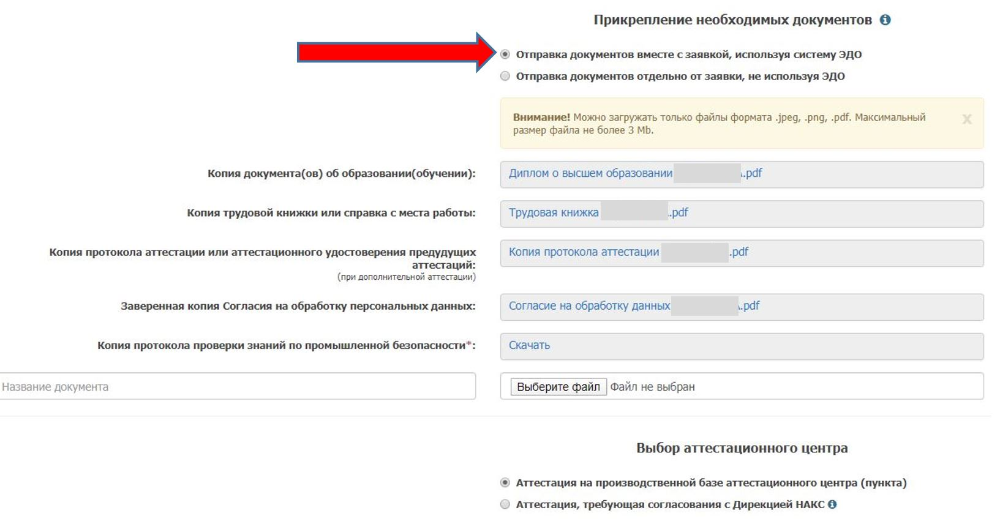 Прикрепление необходимых документов
Отправка документов вместе с заявкой, используя систему ЭДО
Отправка документов отдельно от заявки, не используя ЭДО
Внимание! Можно загружать только файлы формата .jpeg, .png, .pdf. Максимальный
размер файла не более 3 Mb.
x
Копия документа(ов) об образовании(обучении):
Диплом о высшем образовании .pdf
Копия трудовой книжки или справка с места работы:
Трудовая книжка .pdf
Копия протокола аттестации или аттестационного удостоверения предудущих
аттестаций:
(при дополнительной аттестации)
Копия протокола аттестации .pdf
Заверенная копия Согласия на обработку персональных данных:
Согласие на обработку данных .pdf
Копия протокола проверки знаний по промышленной безопасности*:
Скачать
Название документа
Выберите файл Файл не выбран
Выбор аттестационного центра
Аттестация на производственной базе аттестационного центра (пункта)
Аттестация, требующая согласования с Дирекцией НАКС